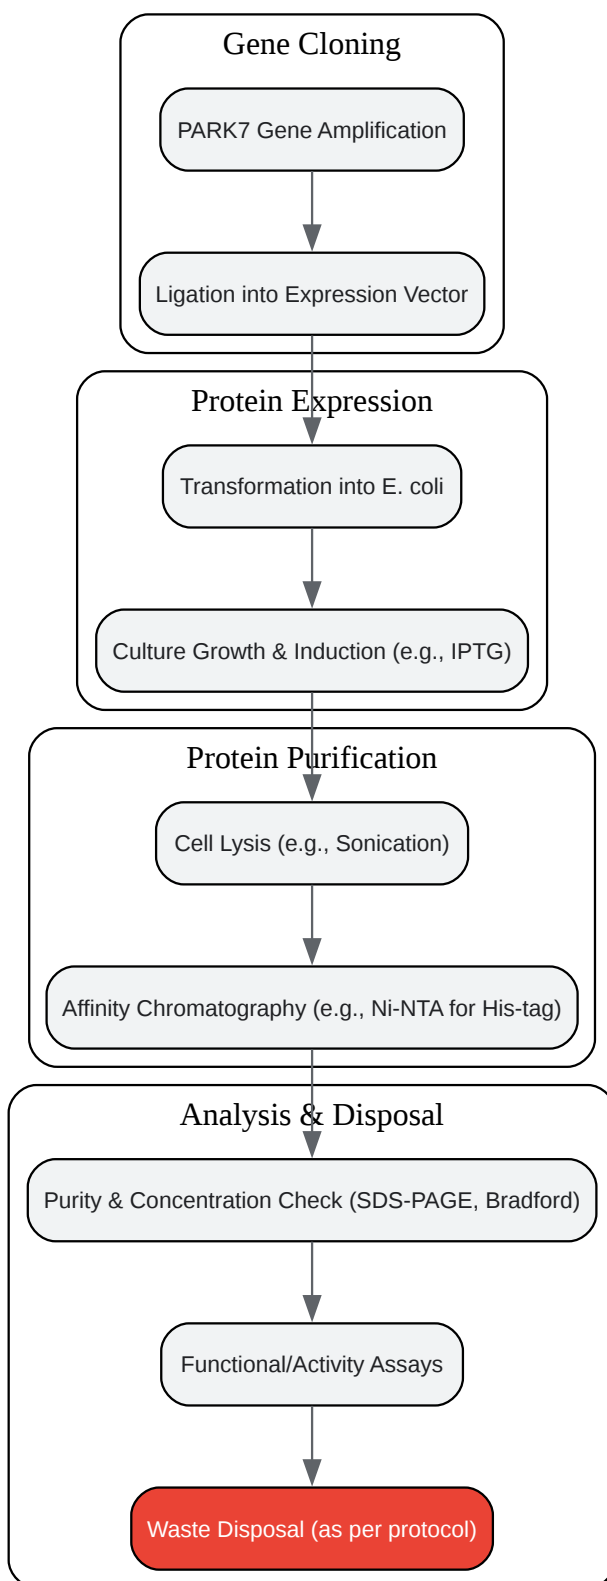 Gene Cloning
PARK7 Gene Amplification
Ligation into Expression Vector
Protein Expression
Transformation into E. coli
Culture Growth & Induction (e.g., IPTG)
Protein Purification
Cell Lysis (e.g., Sonication)
Affinity Chromatography (e.g., Ni-NTA for His-tag)
Analysis & Disposal
Purity & Concentration Check (SDS-PAGE, Bradford)
Functional/Activity Assays
Waste Disposal (as per protocol)